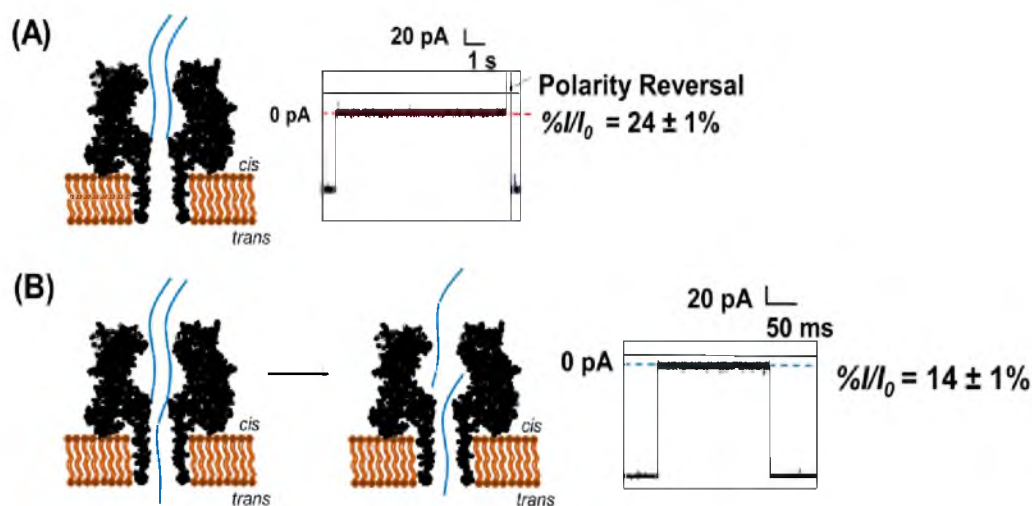 (A)
20 pA
1 s
Polarity Reversal
0 pA
%I/I0 = 24 ± 1%
cis
trans
(B)
20 pA
50 ms
0 pA
%I/I0 = 14 ± 1%
cis
trans
cis
trans